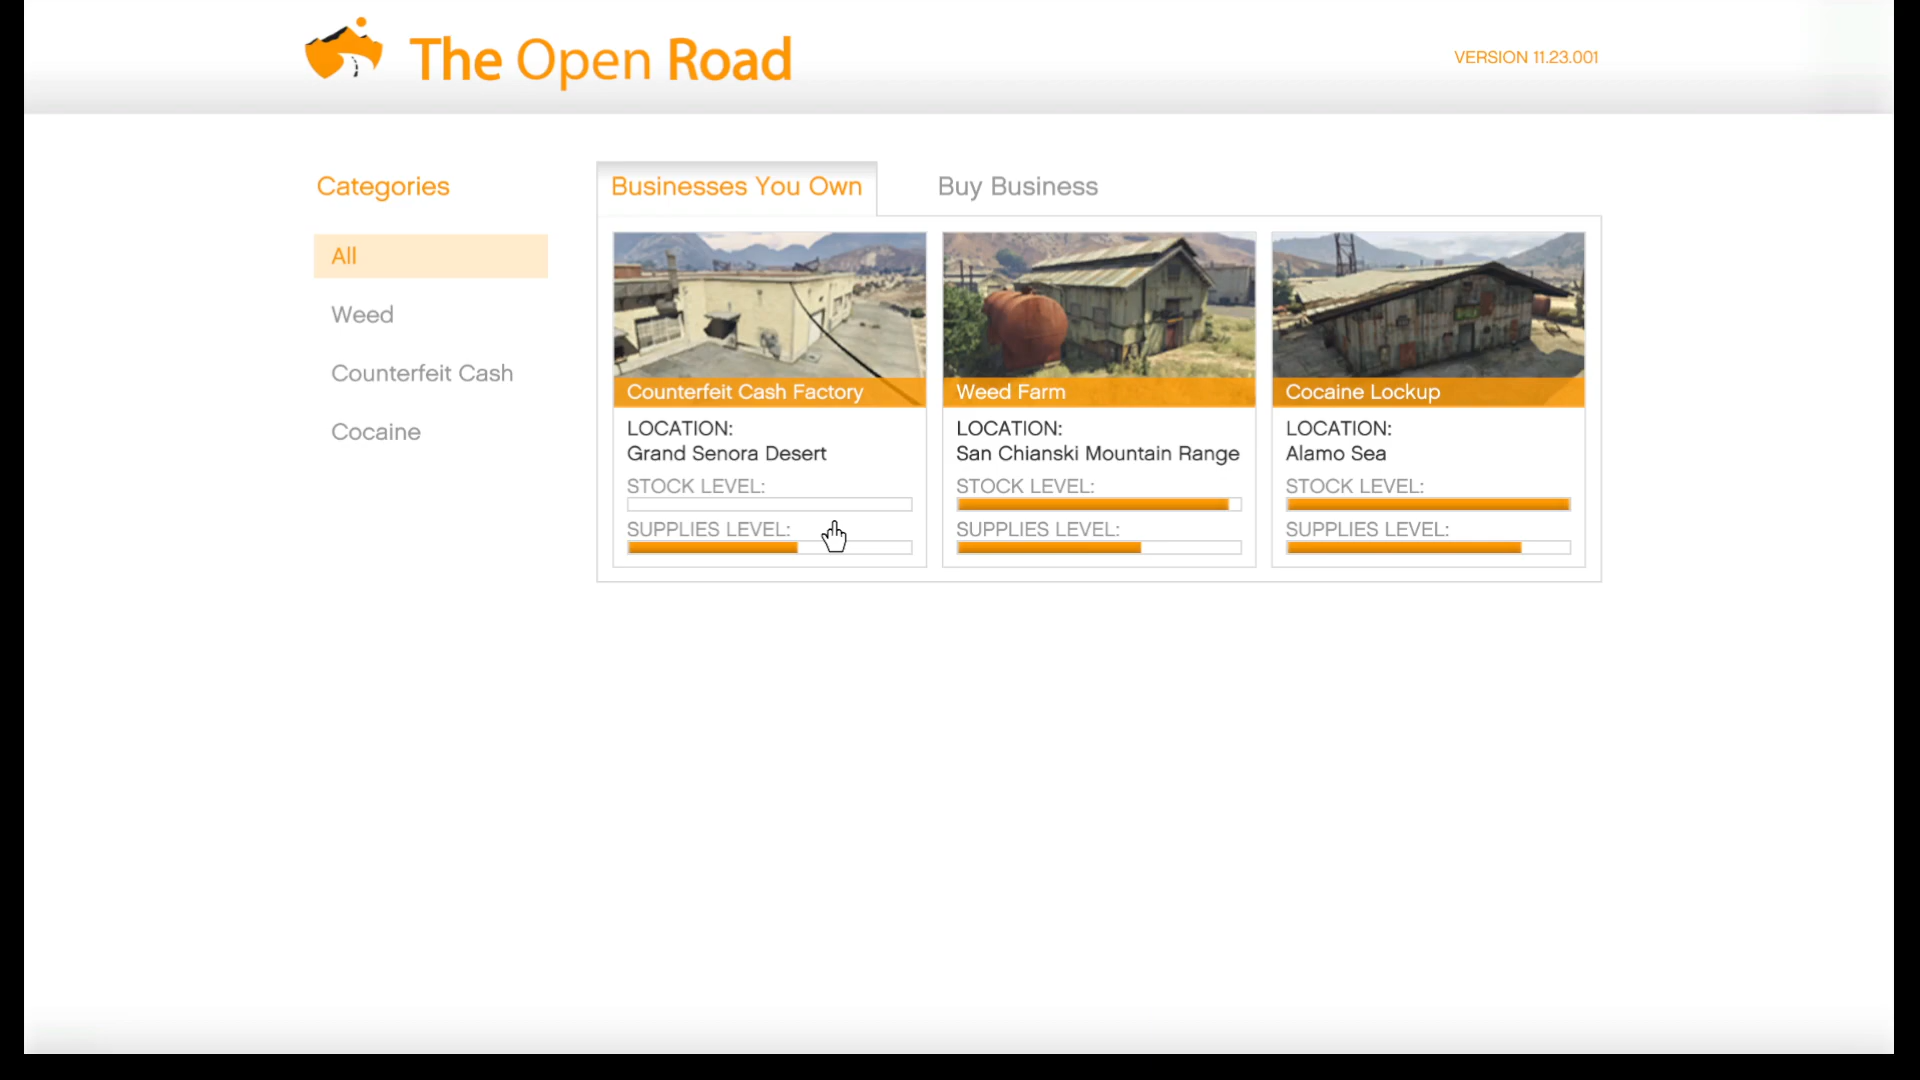 The Open Road
VERSION 11.23.001
Categories
All
Weed
Counterfeit Cash
Cocaine
Businesses You Own
Buy Business
Counterfeit Cash Factory
LOCATION:
Grand Senora Desert
STOCK LEVEL:
SUPPLIES LEVEL:
Weed Farm
LOCATION:
San Chianski Mountain Range
STOCK LEVEL:
SUPPLIES LEVEL:
Cocaine Lockup
LOCATION:
Alamo Sea
STOCK LEVEL:
SUPPLIES LEVEL: